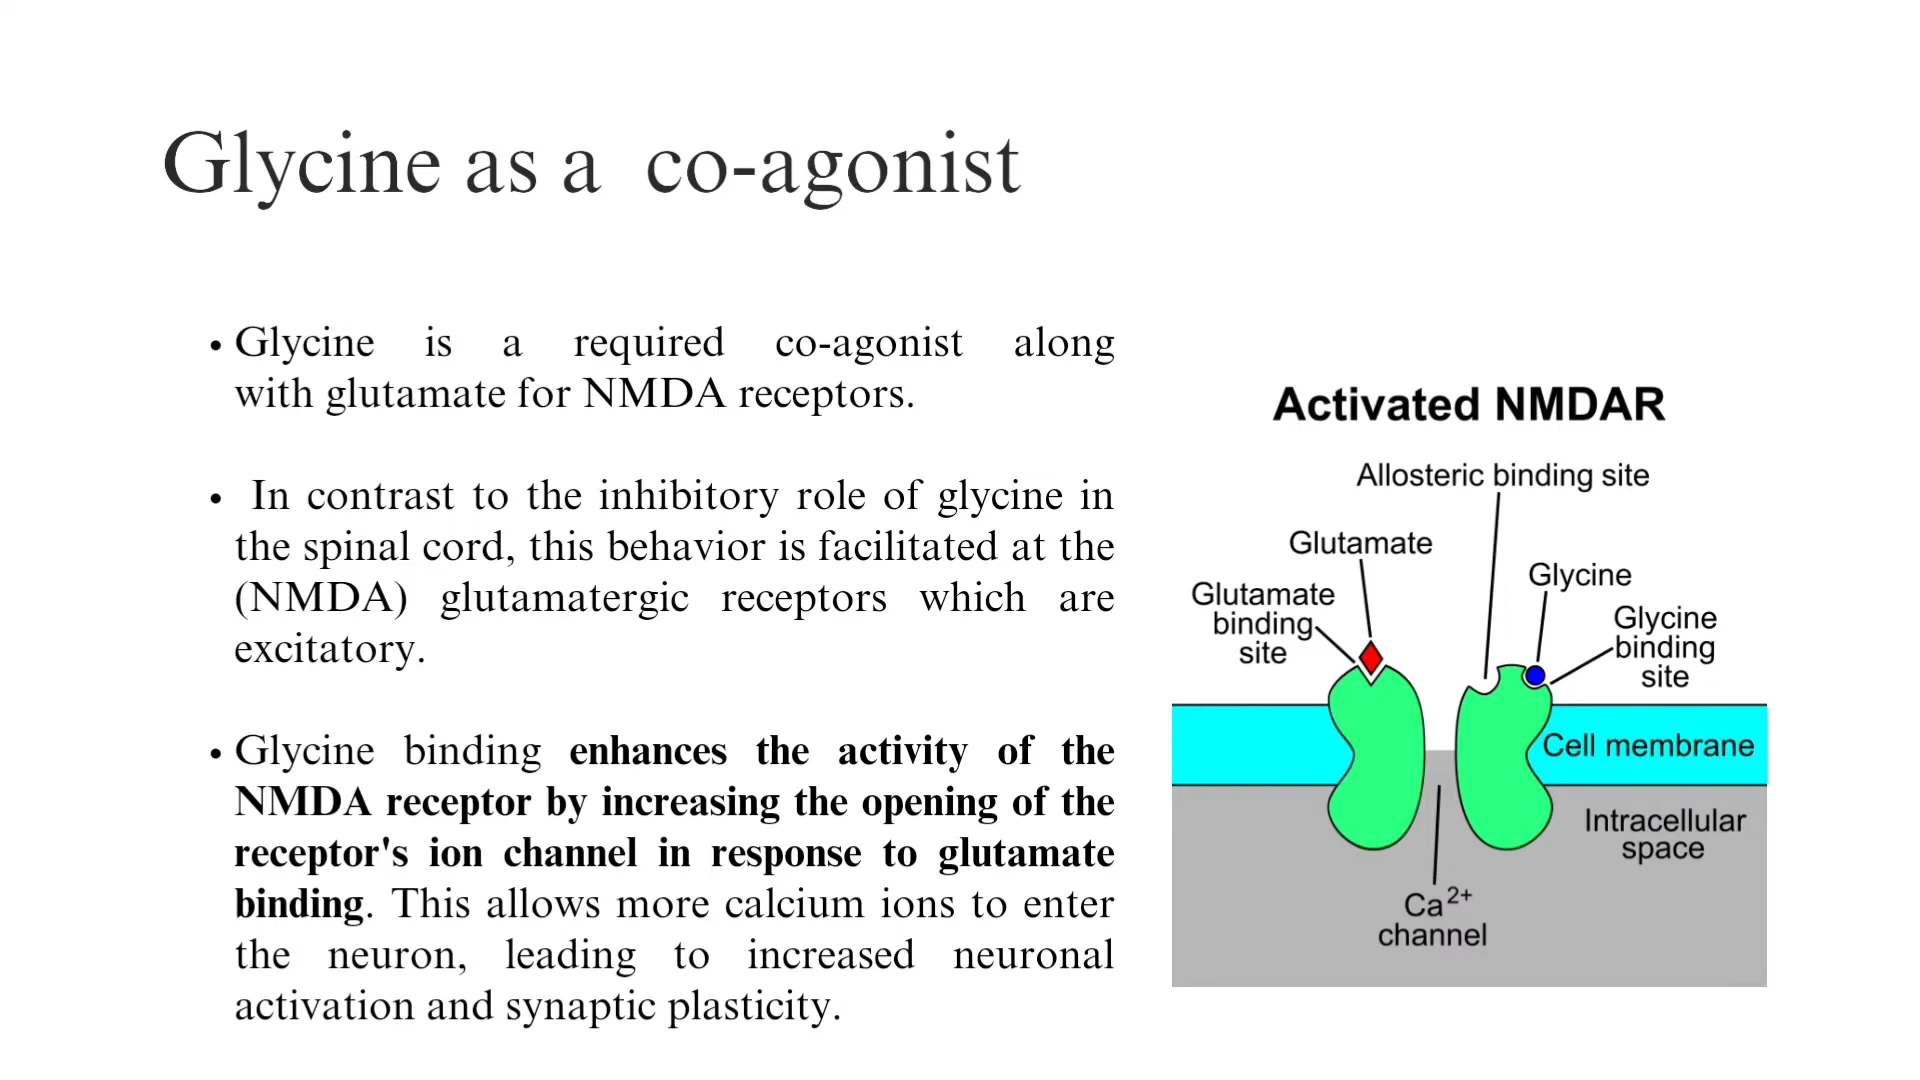 Glycine as a  co-agonist
• Glycine is a required co-agonist along
with glutamate for NMDA receptors.
•  In contrast to the inhibitory role of glycine in
the spinal cord, this behavior is facilitated at the
(NMDA) glutamatergic receptors which are
excitatory.
• Glycine binding enhances the activity of the
NMDA receptor by increasing the opening of the
receptor's ion channel in response to glutamate
binding. This allows more calcium ions to enter
the neuron, leading to increased neuronal
activation and synaptic plasticity.
Activated NMDAR
Allosteric binding site
Glutamate
Glycine
Glutamate
binding
site
Glycine
binding
site
Cell membrane
Intracellular
space
Ca2+
channel